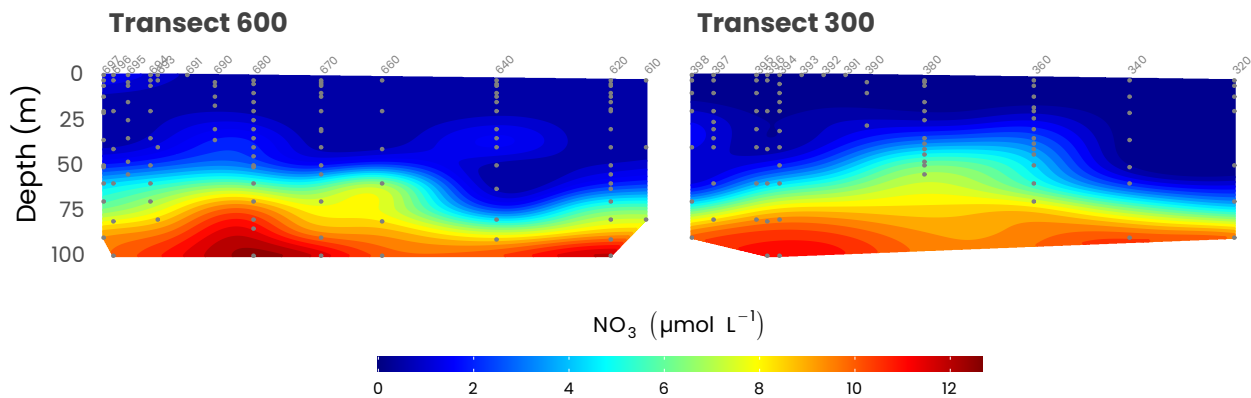 Transect 600
Transect 300
697 696 695 694 693 691 690 680 670 660 640 620 610
398 397 394 393 392 391 390 380 360 340 320
Depth (m)
0
25
50
75
100
NO₃ (µmol L⁻¹)
0 2 4 6 8 10 12